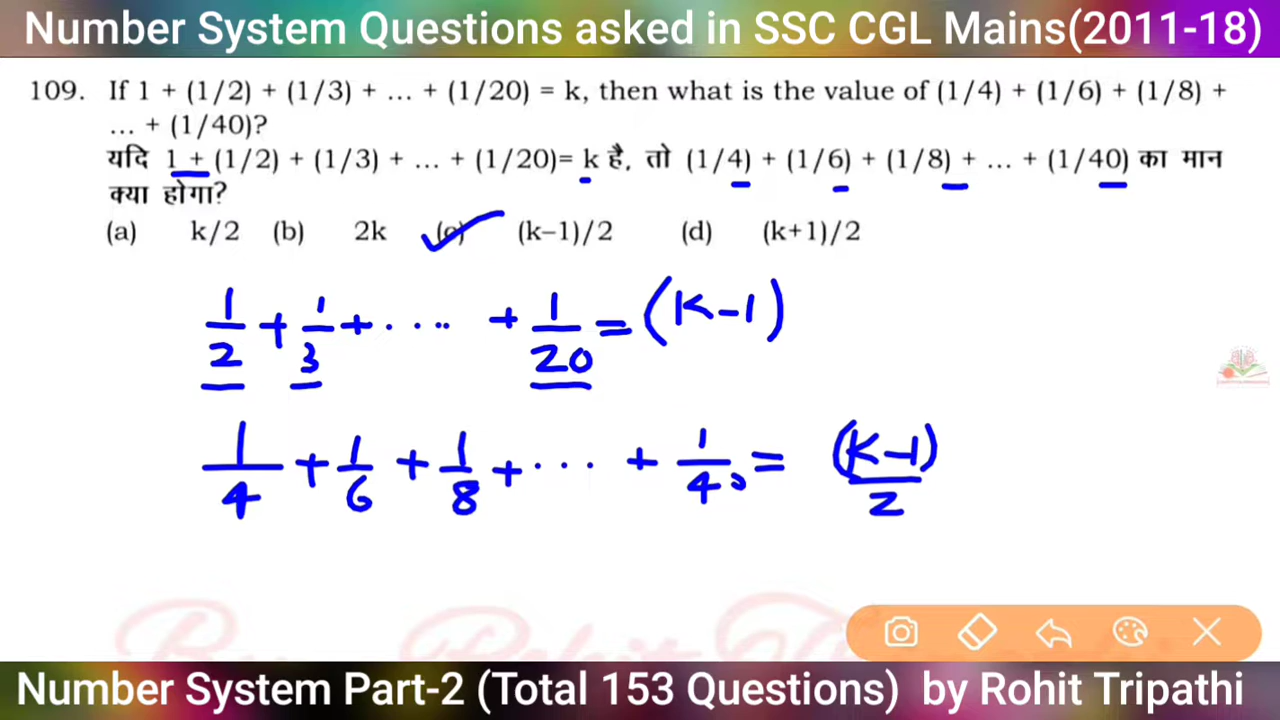 Number System Questions asked in SSC CGL Mains(2011-18)
109. If 1 + (1/2) + (1/3) + ... + (1/20) = k, then what is the value of (1/4) + (1/6) + (1/8) +
... + (1/40)?
यदि 1 + (1/2) + (1/3) + ... + (1/20)= k है, तो (1/4) + (1/6) + (1/8) + ... + (1/40) का मान
क्या होगा?
(a) k/2 (b) 2k (c) (k–1)/2 (d) (k+1)/2
1/2 + 1/3 + .... + 1/20 = (K-1)
1/4 + 1/6 + 1/8 + ... + 1/40 = (K-1)/2
Number System Part-2 (Total 153 Questions) by Rohit Tripathi